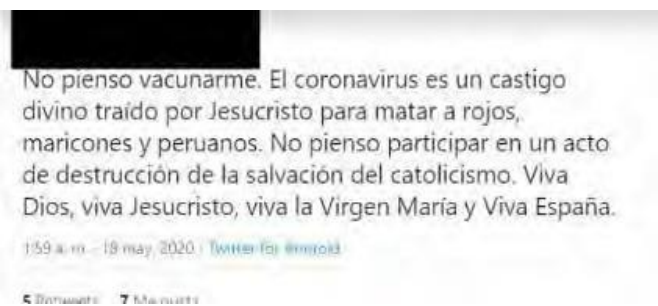 No pienso vacunarme. El coronavirus es un castigo
divino traído por Jesucristo para matar a rojos,
maricones y peruanos. No pienso participar en un acto
de destrucción de la salvación del catolicismo. Viva
Dios, viva Jesucristo, viva la Virgen María y Viva España.
1:59 a. m. · 19 may. 2020 · Twitter for Android
5 Retweets 7 Me gusta